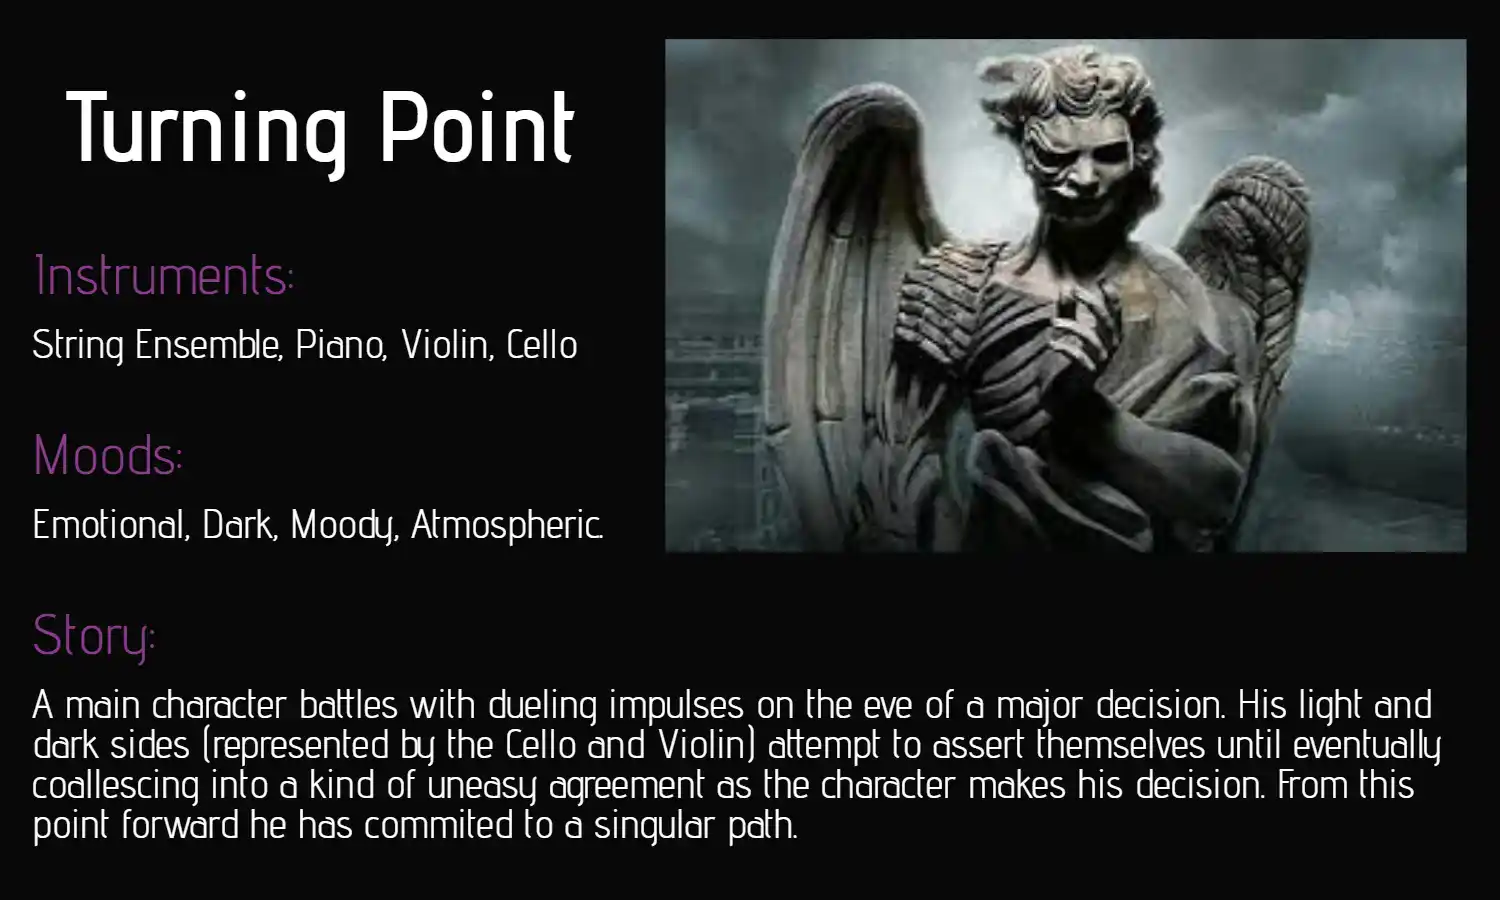 Turning Point
Instruments:
String Ensemble, Piano, Violin, Cello
Moods:
Emotional, Dark, Moody, Atmospheric.
Story:
A main character battles with dueling impulses on the eve of a major decision. His light and
dark sides (represented by the Cello and Violin) attempt to assert themselves until eventually
coallescing into a kind of uneasy agreement as the character makes his decision. From this
point forward he has commited to a singular path.